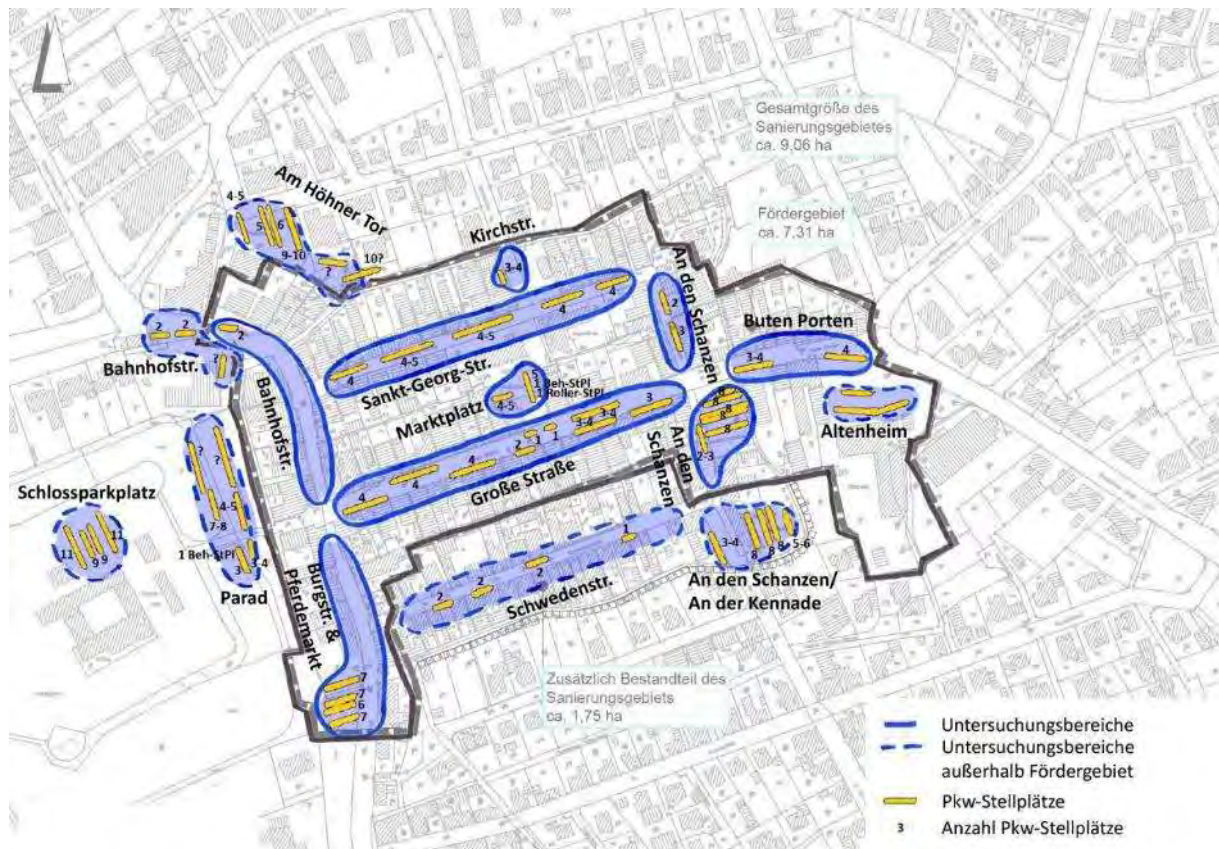 Gesamtgröße des
Sanierungsgebietes
ca. 9,06 ha
Fördergebiet
ca. 7,31 ha
Am Höhner Tor
4-5
5
6
9-10
?
10?
Kirchstr.
3-4
An den Schanzen
2
3
Buten Porten
3-4
4
2
2
Bahnhofstr.
?
2
Bahnhofstr.
4
4-5
4-5
4
4
Sankt-Georg-Str.
Marktplatz
4-5
5
1 Beh-StPl
1 Roller-StPl
Altenheim
4
4
4
2
3
1
3-4
3-4
3
Große Straße
An den
Schanzen
8
8
8
8
8
2-3
Schlossparkplatz
11
9
9
11
?
?
7-8
4-5
1 Beh-StPl
3
3-4
Parad
Burgstr. &
Pferdemarkt
7
7
6
7
2
2
2
1
Schwedenstr.
3-4
8
8
8
5-6
An den Schanzen/
An der Kennade
Zusätzlich Bestandteil des
Sanierungsgebiets
ca. 1,75 ha
Untersuchungsbereiche
Untersuchungsbereiche
außerhalb Fördergebiet
Pkw-Stellplätze
3
Anzahl Pkw-Stellplätze